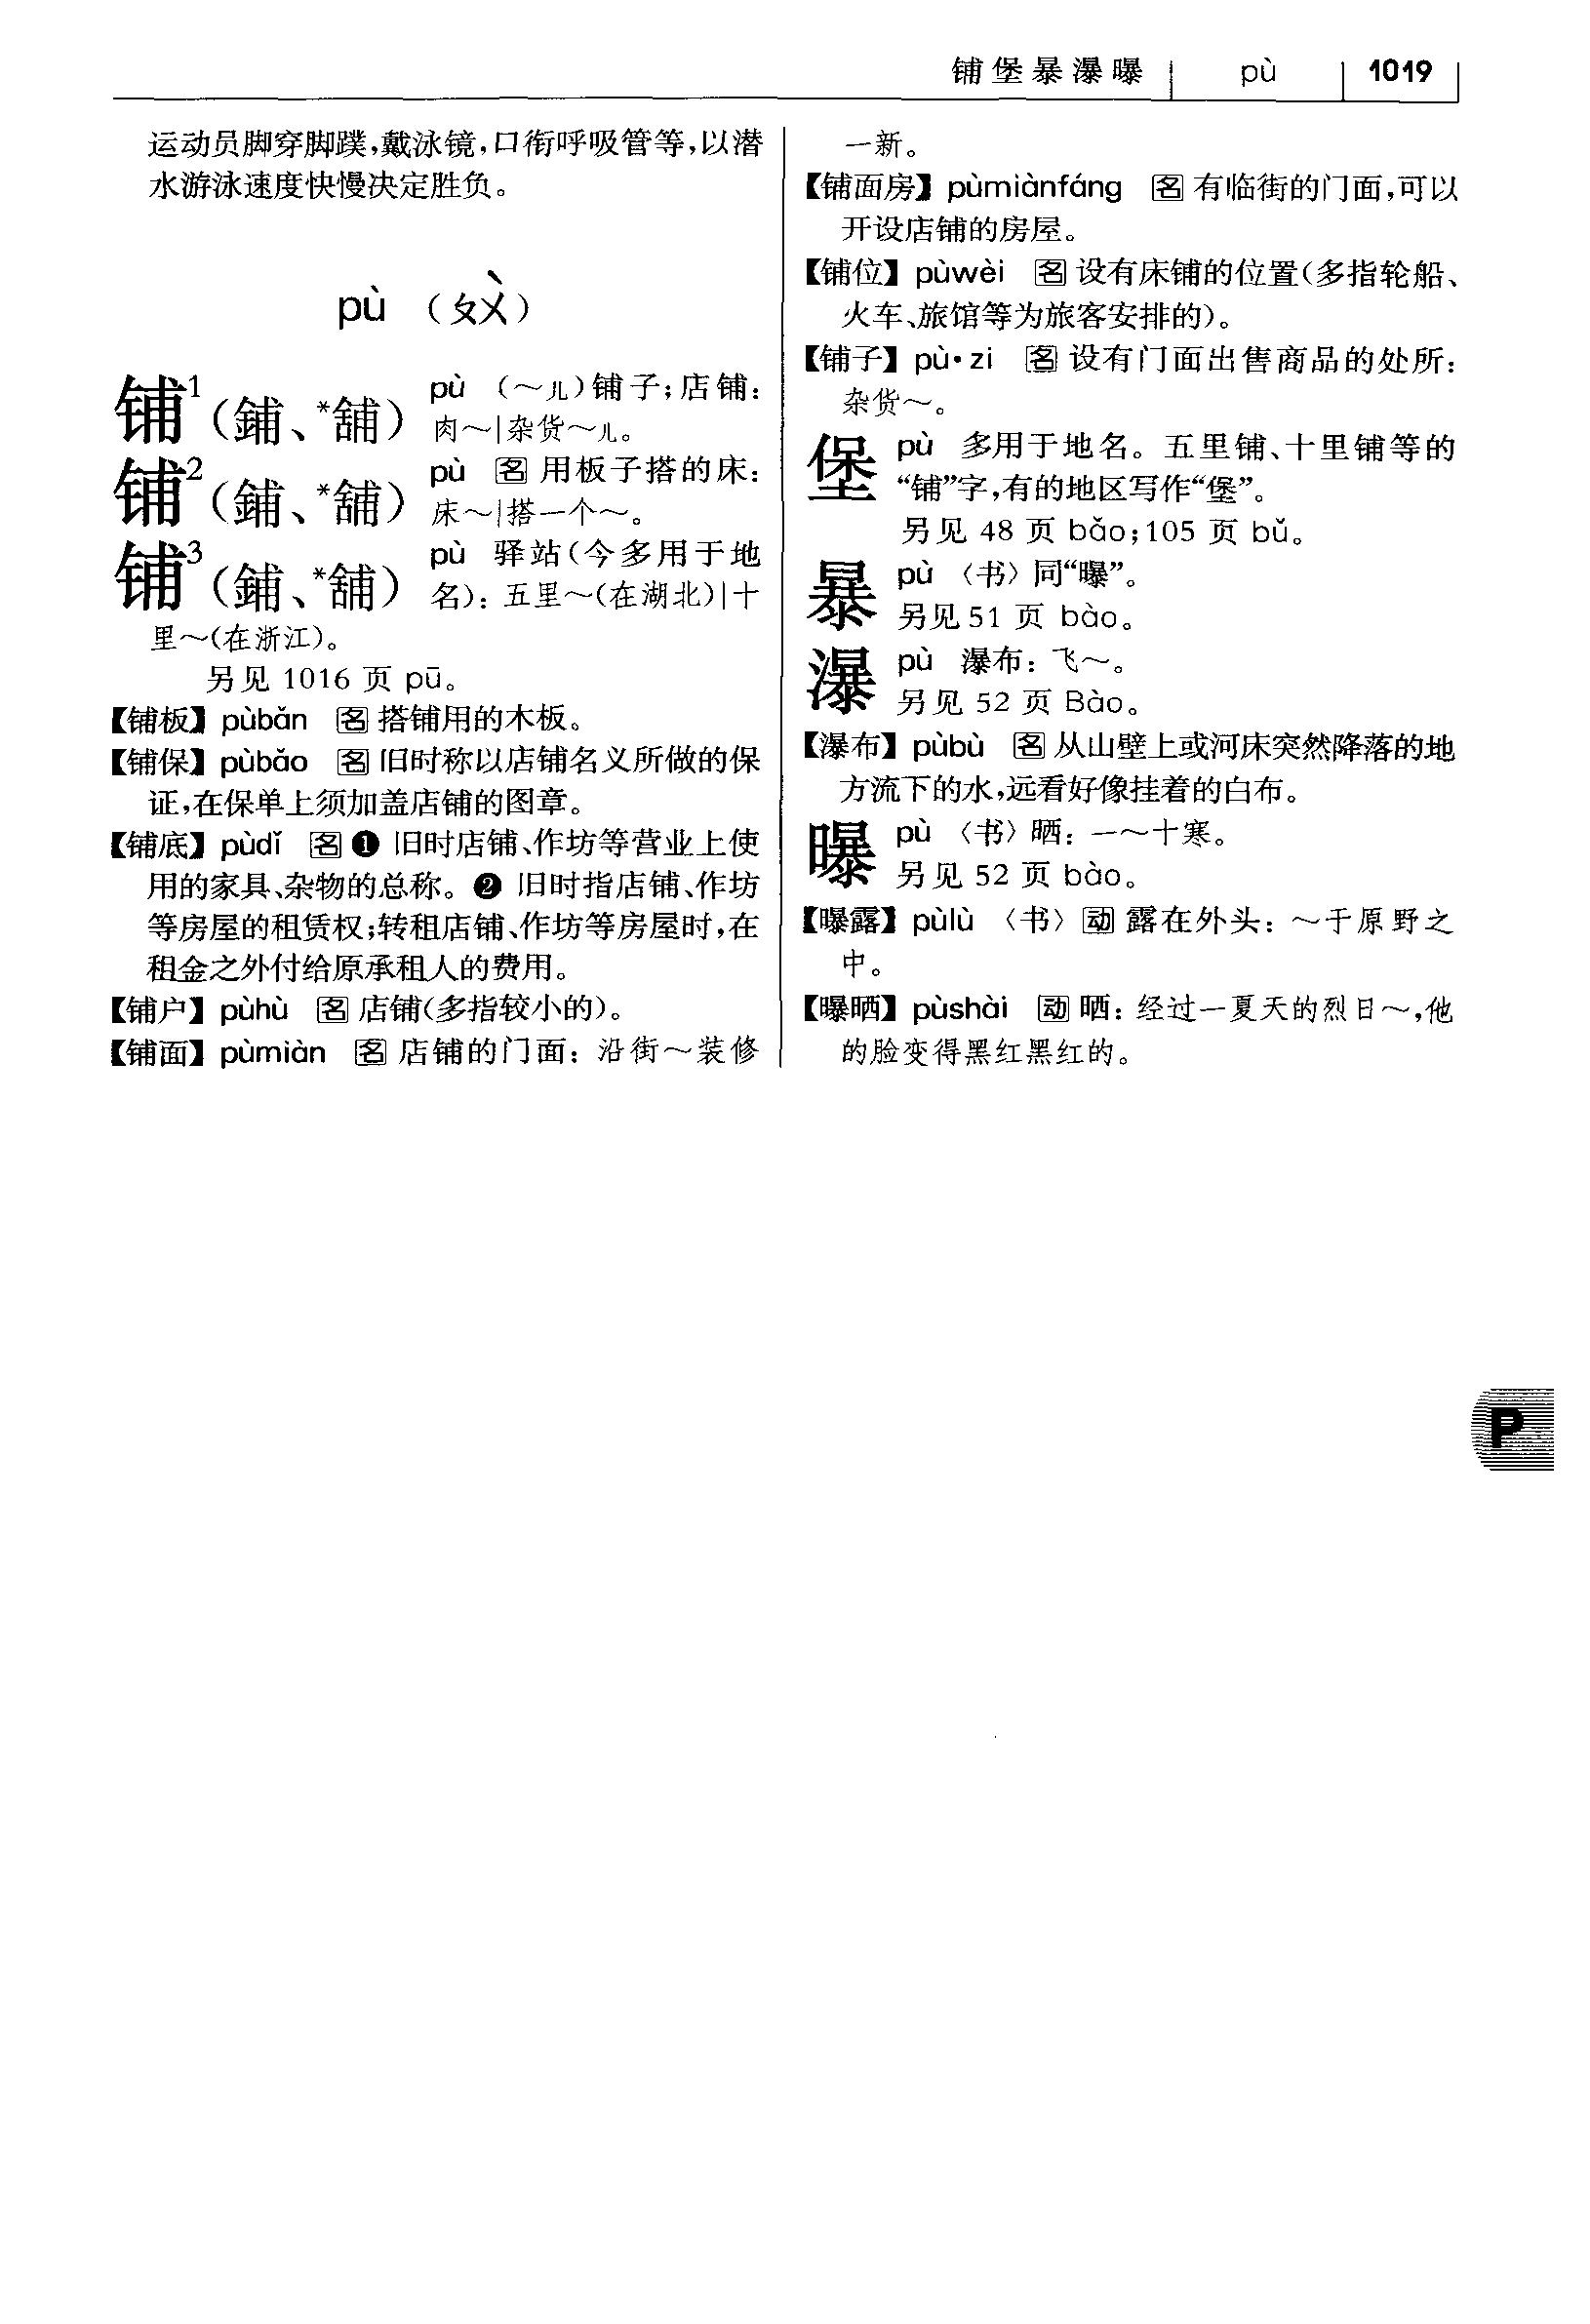 铺堡暴瀑曝 pù 1019
运动员脚穿脚蹼,戴泳镜,口衔呼吸管等,以潜
水游泳速度快慢决定胜负。
pù (ㄆㄨˋ)
铺1(鋪、*舖) pù (～儿)铺子;店铺:
肉～|杂货～儿。
铺2(鋪、*舖) pù 名 用板子搭的床:
床～|搭一个～。
铺3(鋪、*舖) pù 驿站(今多用于地
名):五里～(在湖北)|十
里～(在浙江)。
另见 1016 页 pū。
【铺板】pùbǎn 名 搭铺用的木板。
【铺保】pùbǎo 名 旧时称以店铺名义所做的保
证,在保单上须加盖店铺的图章。
【铺底】pùdǐ 名 ❶ 旧时店铺、作坊等营业上使
用的家具、杂物的总称。❷ 旧时指店铺、作坊
等房屋的租赁权;转租店铺、作坊等房屋时,在
租金之外付给原承租人的费用。
【铺户】pùhù 名 店铺(多指较小的)。
【铺面】pùmiàn 名 店铺的门面:沿街～装修
一新。
【铺面房】pùmiànfáng 名 有临街的门面,可以
开设店铺的房屋。
【铺位】pùwèi 名 设有床铺的位置(多指轮船、
火车、旅馆等为旅客安排的)。
【铺子】pù·zi 名 设有门面出售商品的处所:
杂货～。
堡 pù 多用于地名。五里铺、十里铺等的
“铺”字,有的地区写作“堡”。
另见 48 页 bǎo;105 页 bǔ。
暴 pù 〈书〉同“曝”。
另见 51 页 bào。
瀑 pù 瀑布:飞～。
另见 52 页 Bào。
【瀑布】pùbù 名 从山壁上或河床突然降落的地
方流下的水,远看好像挂着的白布。
曝 pù 〈书〉晒:一～十寒。
另见 52 页 bào。
【曝露】pùlù 〈书〉动 露在外头:～于原野之
中。
【曝晒】pùshài 动 晒:经过一夏天的烈日～,他
的脸变得黑红黑红的。
P